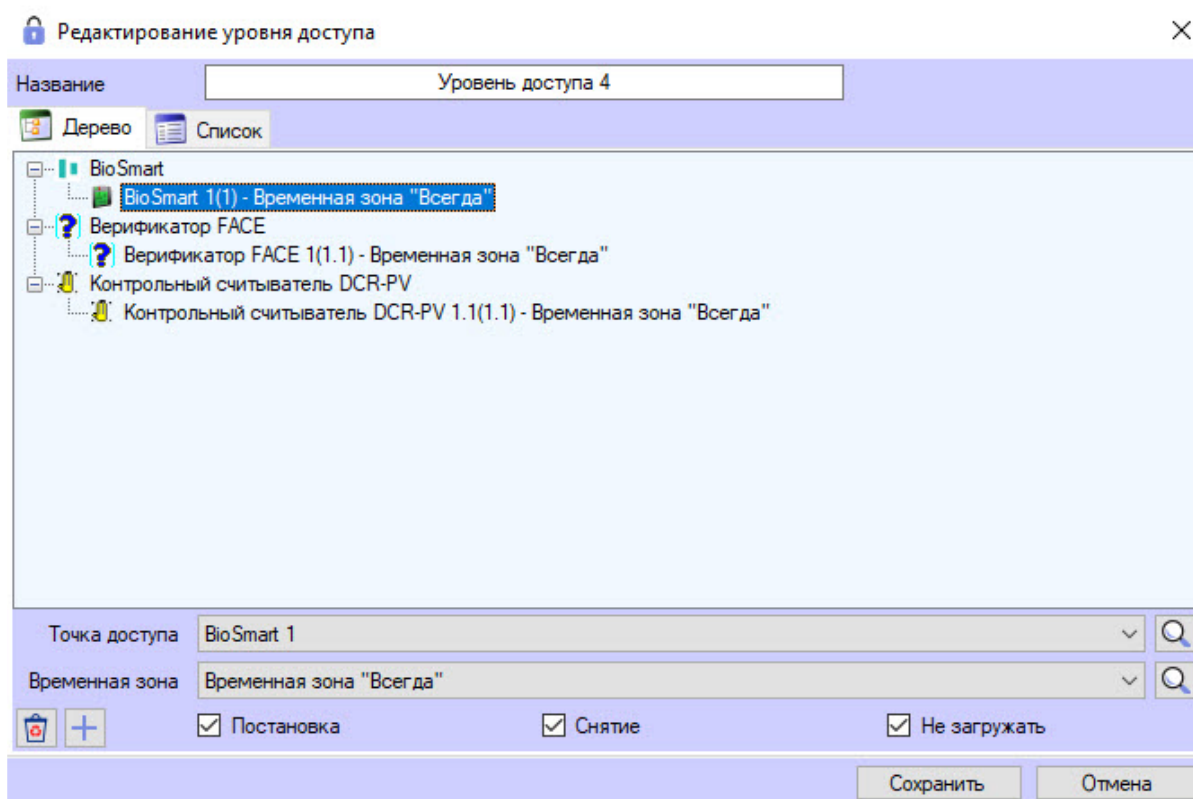 Редактирование уровня доступа
Название Уровень доступа 4
Дерево Список
BioSmart
BioSmart 1(1) - Временная зона "Всегда"
Верификатор FACE
Верификатор FACE 1(1.1) - Временная зона "Всегда"
Контрольный считыватель DCR-PV
Контрольный считыватель DCR-PV 1.1(1.1) - Временная зона "Всегда"
Точка доступа BioSmart 1
Временная зона Временная зона "Всегда"
Постановка Снятие Не загружать
Сохранить Отмена